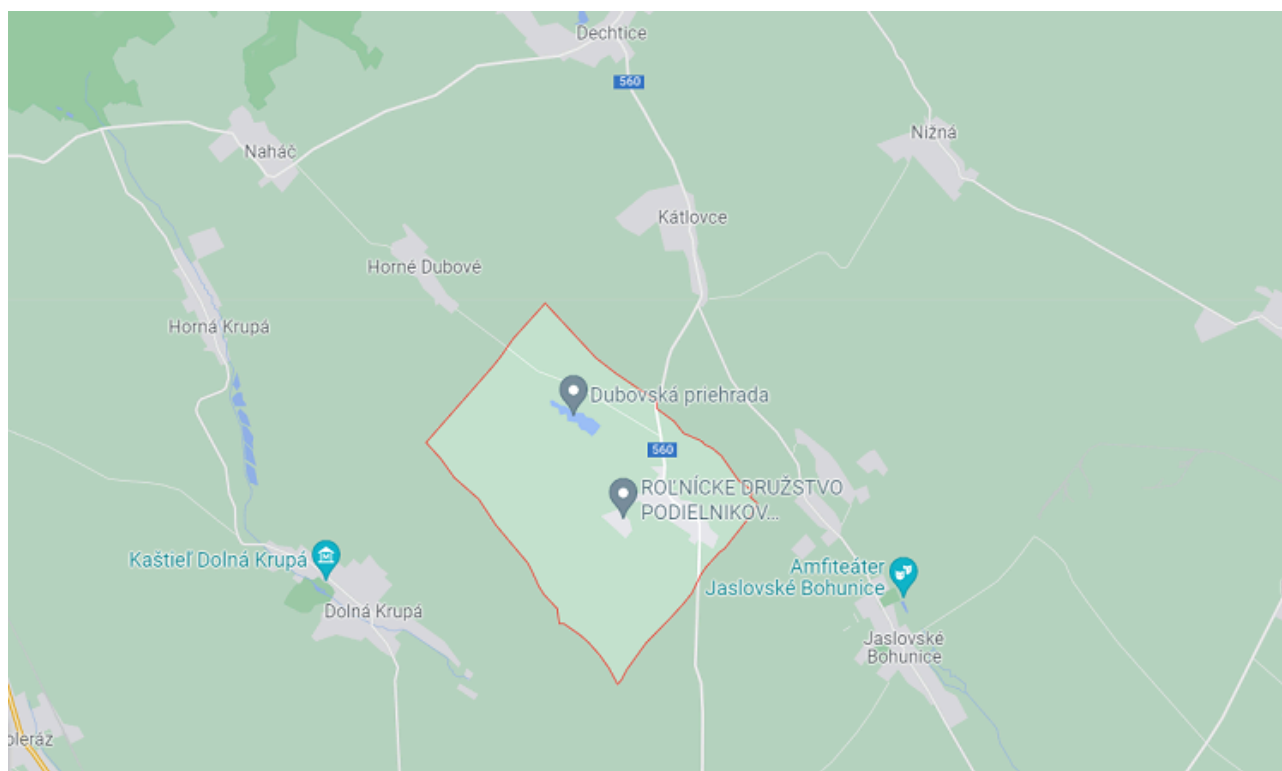 Dechtice
560
Nižná
Naháč
Kátlovce
Horné Dubové
Horná Krupá
Dubovská priehrada
560
ROĽNÍCKE DRUŽSTVO
PODIELNIKOV...
Kaštieľ Dolná Krupá
Amfiteáter
Jaslovské Bohunice
Dolná Krupá
Jaslovské
Bohunice
oleráz